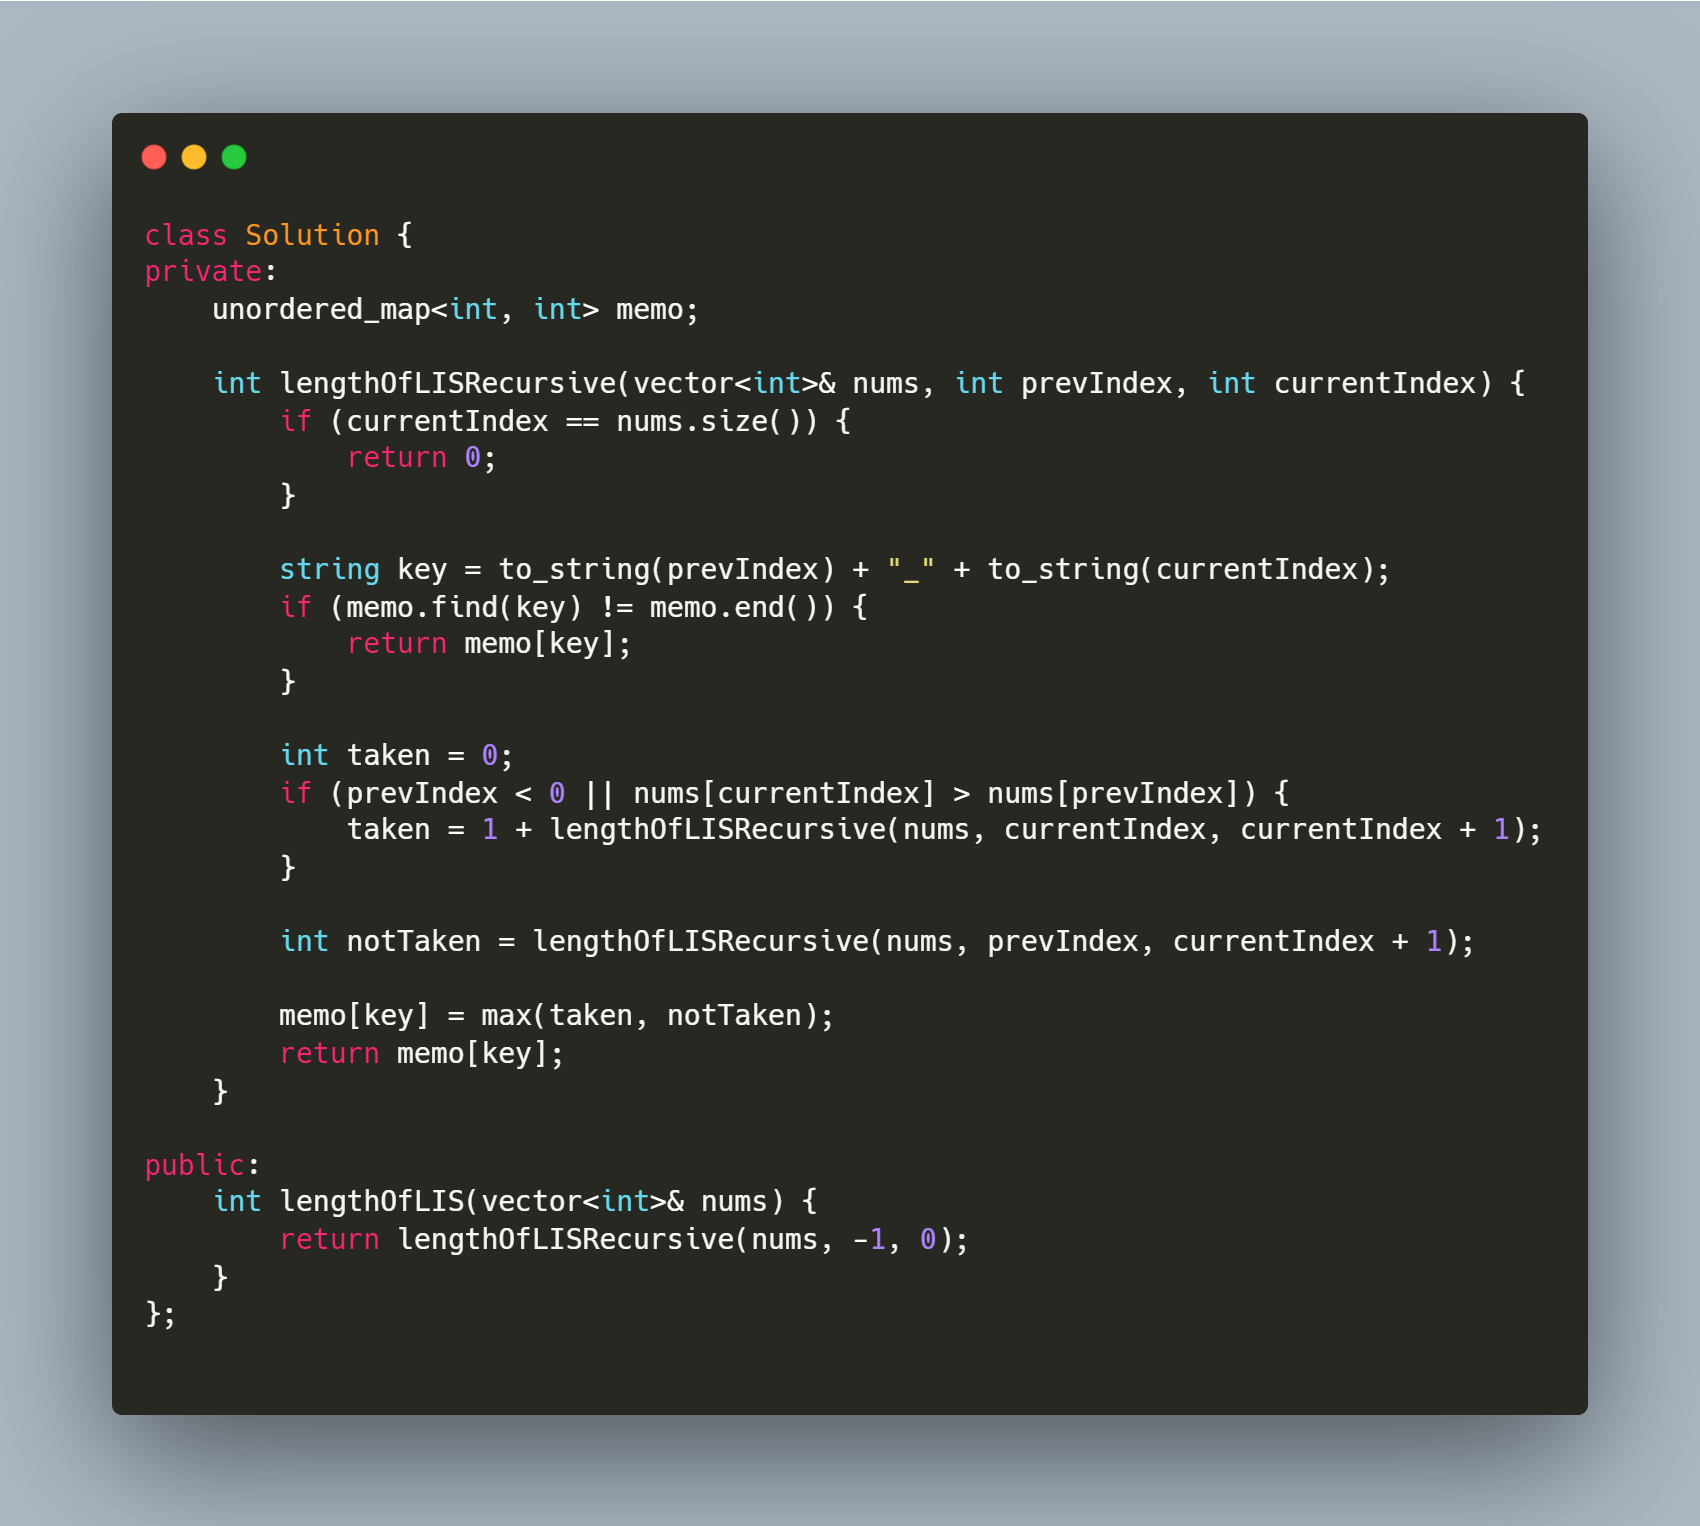 class Solution {
private:
    unordered_map<int, int> memo;

    int lengthOfLISRecursive(vector<int>& nums, int prevIndex, int currentIndex) {
        if (currentIndex == nums.size()) {
            return 0;
        }

        string key = to_string(prevIndex) + "_" + to_string(currentIndex);
        if (memo.find(key) != memo.end()) {
            return memo[key];
        }

        int taken = 0;
        if (prevIndex < 0 || nums[currentIndex] > nums[prevIndex]) {
            taken = 1 + lengthOfLISRecursive(nums, currentIndex, currentIndex + 1);
        }

        int notTaken = lengthOfLISRecursive(nums, prevIndex, currentIndex + 1);

        memo[key] = max(taken, notTaken);
        return memo[key];
    }

public:
    int lengthOfLIS(vector<int>& nums) {
        return lengthOfLISRecursive(nums, -1, 0);
    }
};